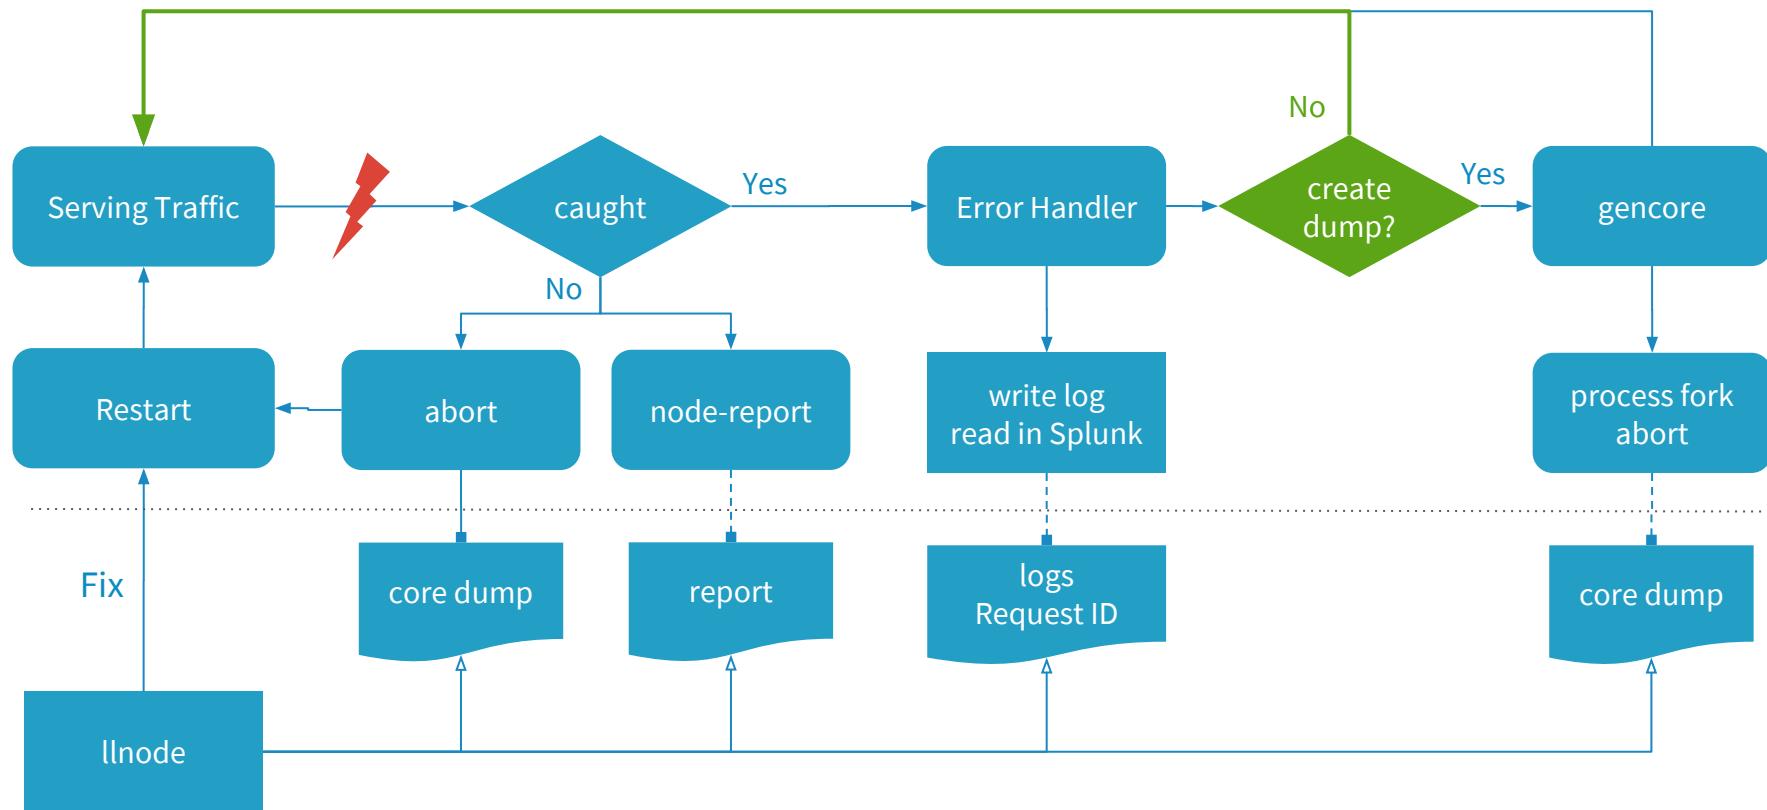 No
Serving Traffic
caught
Yes
Error Handler
create
dump?
Yes
gencore
No
Restart
abort
node-report
write log
read in Splunk
process fork
abort
Fix
core dump
report
logs
Request ID
core dump
llnode